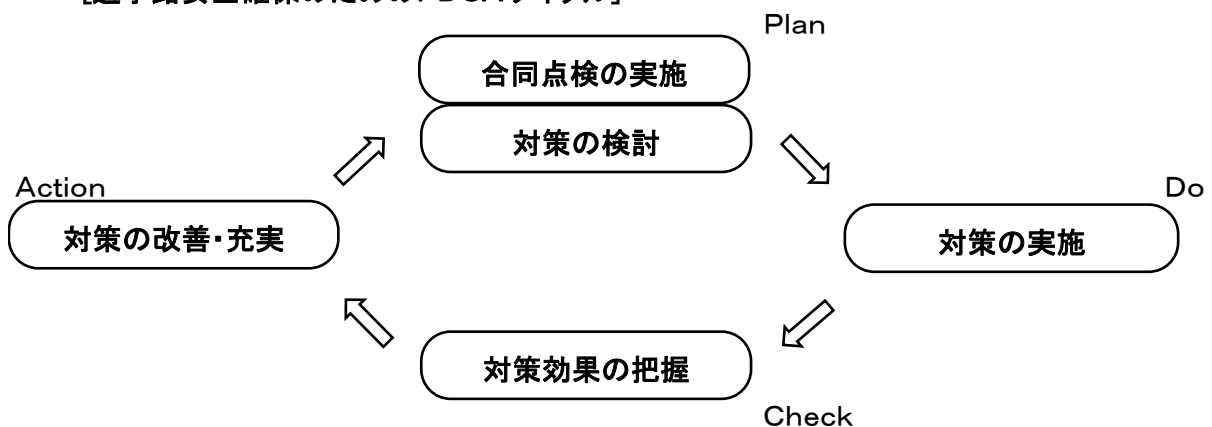 Plan
合同点検の実施
対策の検討
Action
対策の改善・充実
Do
対策の実施
対策効果の把握
Check